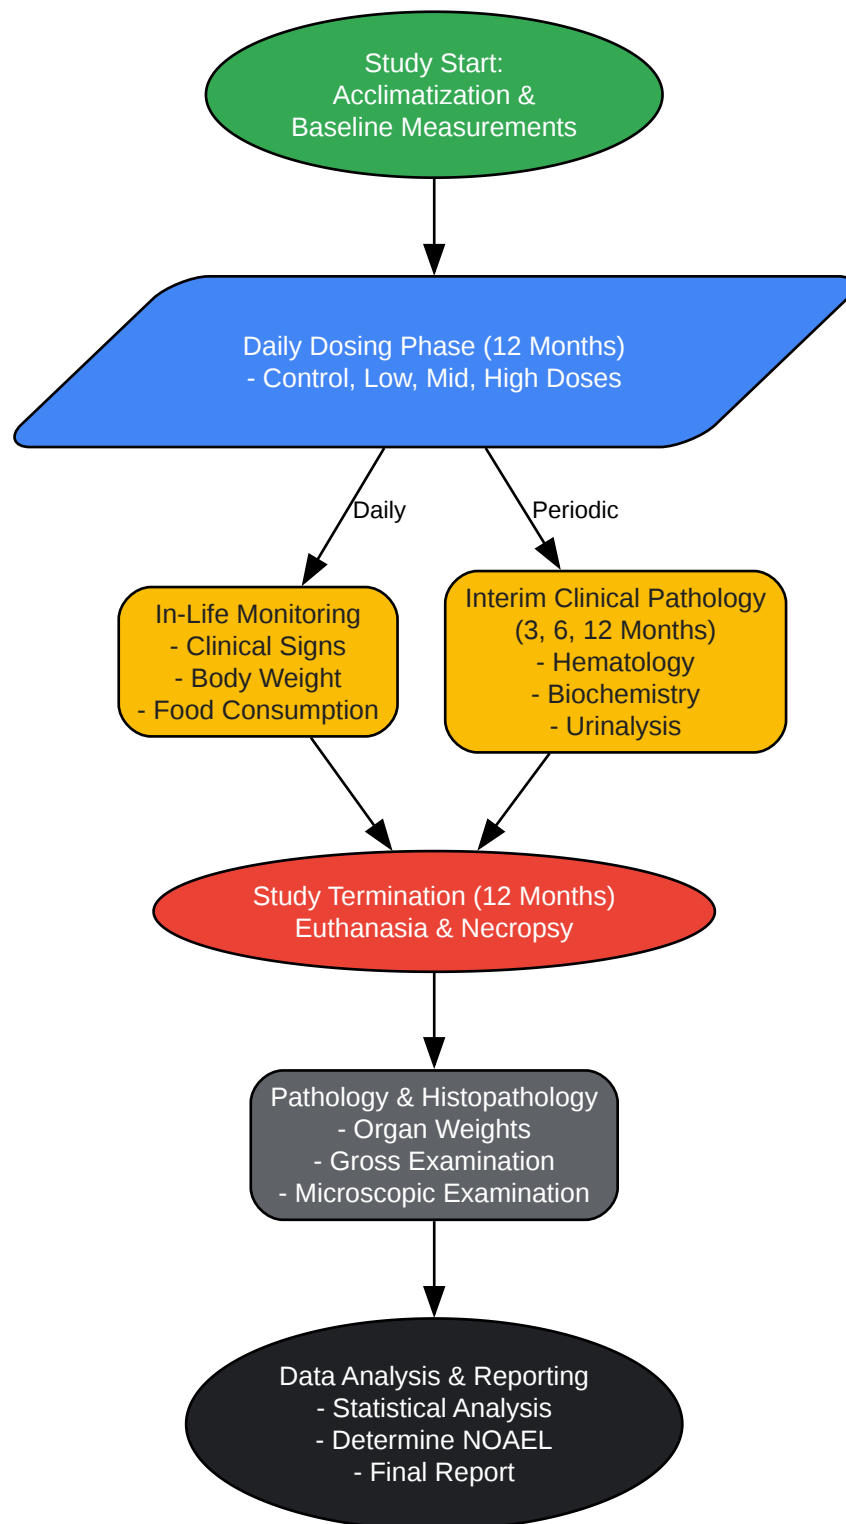 Study Start:
Acclimatization &
Baseline Measurements
Daily Dosing Phase (12 Months)
- Control, Low, Mid, High Doses
Daily
Periodic
In-Life Monitoring
- Clinical Signs
- Body Weight
- Food Consumption
Interim Clinical Pathology
(3, 6, 12 Months)
- Hematology
- Biochemistry
- Urinalysis
Study Termination (12 Months)
Euthanasia & Necropsy
Pathology & Histopathology
- Organ Weights
- Gross Examination
- Microscopic Examination
Data Analysis & Reporting
- Statistical Analysis
- Determine NOAEL
- Final Report